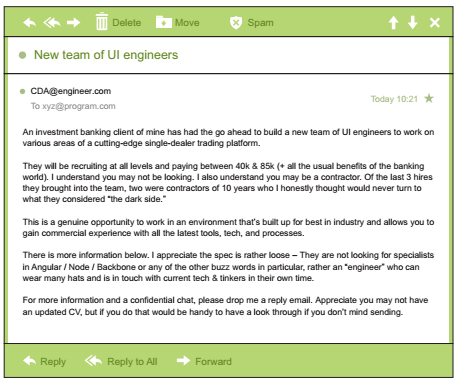 Delete Move Spam
New team of UI engineers
CDA@engineer.com
Today 10:21
To xyz@program.com
An investment banking client of mine has had the go ahead to build a new team of UI engineers to work on
various areas of a cutting-edge single-dealer trading platform.
They will be recruiting at all levels and paying between 40k & 85k (+ all the usual benefits of the banking
world). I understand you may not be looking. I also understand you may be a contractor. Of the last 3 hires
they brought into the team, two were contractors of 10 years who I honestly thought would never turn to
what they considered “the dark side.”
This is a genuine opportunity to work in an environment that’s built up for best in industry and allows you to
gain commercial experience with all the latest tools, tech, and processes.
There is more information below. I appreciate the spec is rather loose – They are not looking for specialists
in Angular / Node / Backbone or any of the other buzz words in particular, rather an “engineer” who can
wear many hats and is in touch with current tech & tinkers in their own time.
For more information and a confidential chat, please drop me a reply email. Appreciate you may not have
an updated CV, but if you do that would be handy to have a look through if you don’t mind sending.
Reply Reply to All Forward